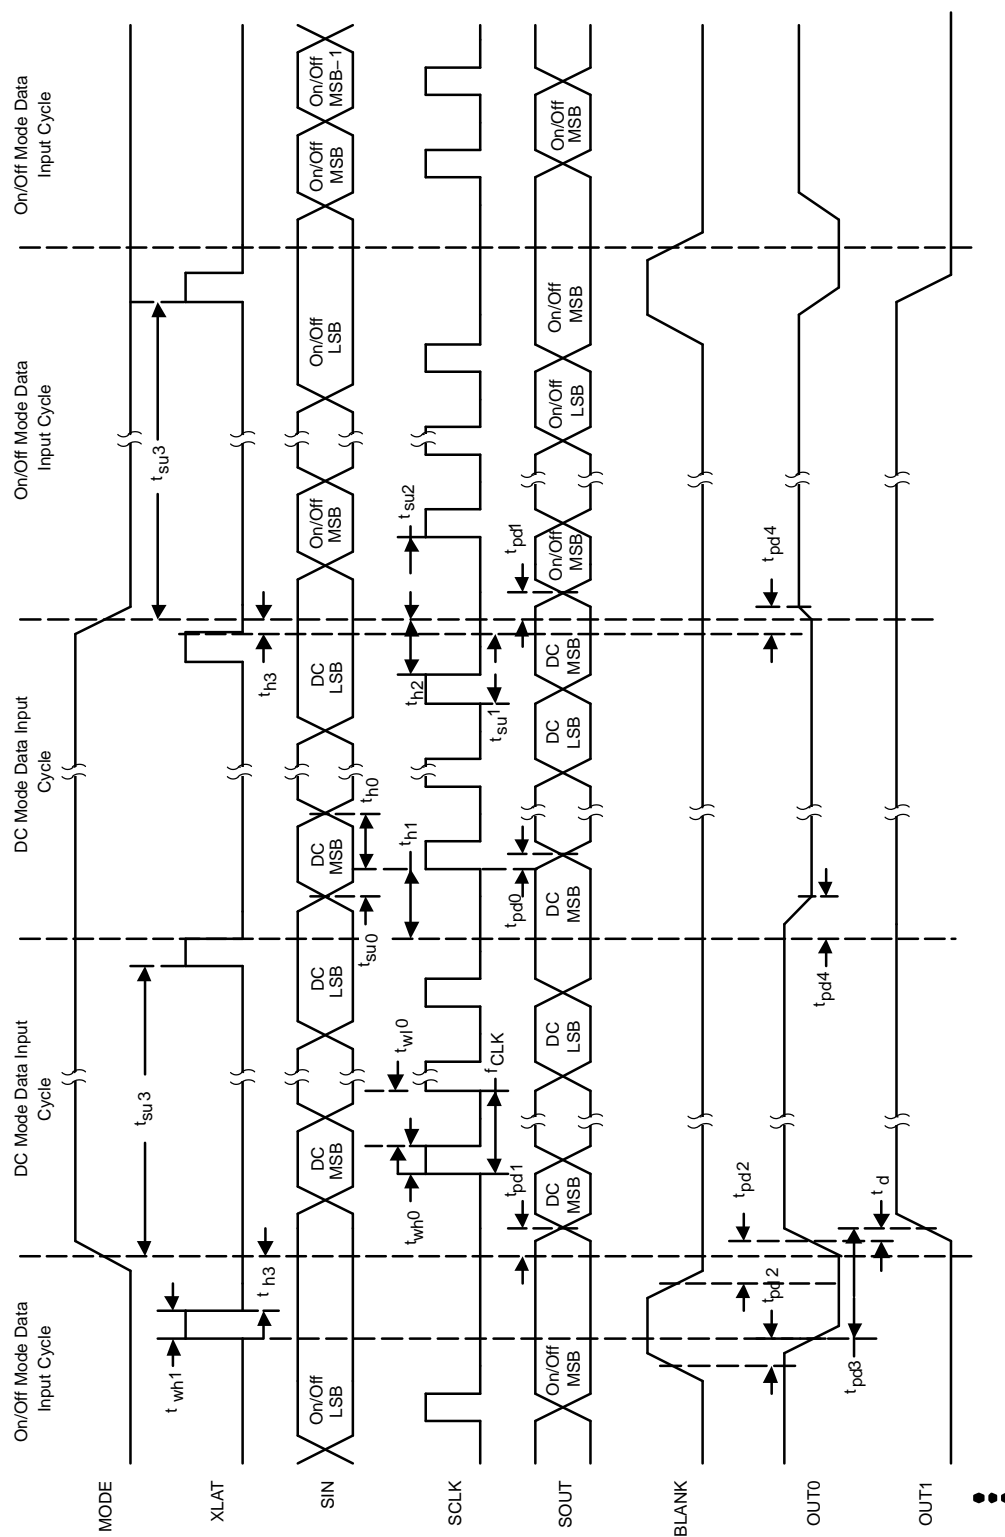 On/Off Mode Data
Input Cycle
DC Mode Data Input
Cycle
DC Mode Data Input
Cycle
On/Off Mode Data
Input Cycle
On/Off Mode Data
Input Cycle
MODE
XLAT
t wh1
t h3
t su3
t h3
t su3
SIN
On/Off
LSB
DC
MSB
DC
LSB
DC
MSB
DC
LSB
On/Off
MSB
On/Off
LSB
On/Off
MSB
On/Off
MSB–1
t su0
t h0
SCLK
t wh0
t wl0
f CLK
t h1
t h2
t su1
t su2
SOUT
On/Off
MSB
t pd1
DC
MSB
DC
LSB
DC
MSB
t pd0
DC
LSB
DC
MSB
t pd1
On/Off
MSB
On/Off
LSB
On/Off
MSB
On/Off
MSB
BLANK
t pd2
t pd2
OUT0
t pd3
t d
t pd4
t pd4
OUT1